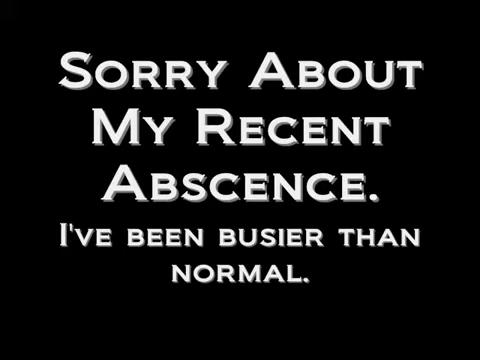 Sorry About
My Recent
Abscence.
I've been busier than
normal.